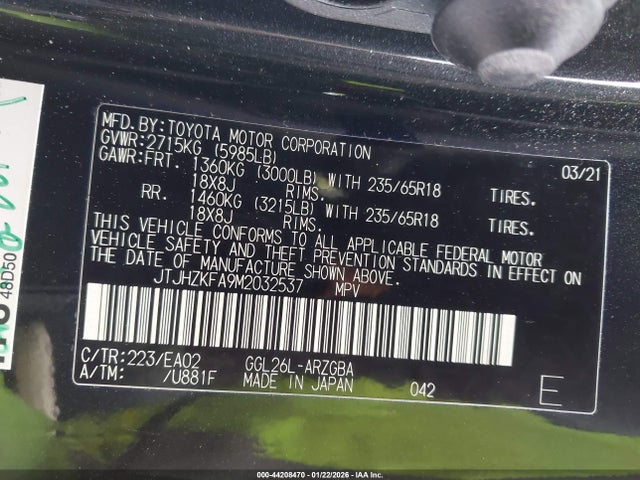 MFD.BY:TOYOTA MOTOR CORPORATION 03/21
GVWR:2715KG (5985LB)
GAWR:FRT. 1360KG (3000LB) WITH 235/65R18 TIRES.
18X8J RIMS.
RR. 1460KG (3215LB) WITH 235/65R18 TIRES.
18X8J RIMS.
THIS VEHICLE CONFORMS TO ALL APPLICABLE FEDERAL MOTOR
VEHICLE SAFETY AND THEFT PREVENTION STANDARDS IN EFFECT ON
THE DATE OF MANUFACTURE SHOWN ABOVE.
JTJHZKFA9M2032537 MPV
C/TR:223/EA02 GGL26L-ARZGBA
A/TM: /U881F MADE IN JAPAN 042 E
48D50
000-44208470 - 01/22/2026 - IAA Inc.